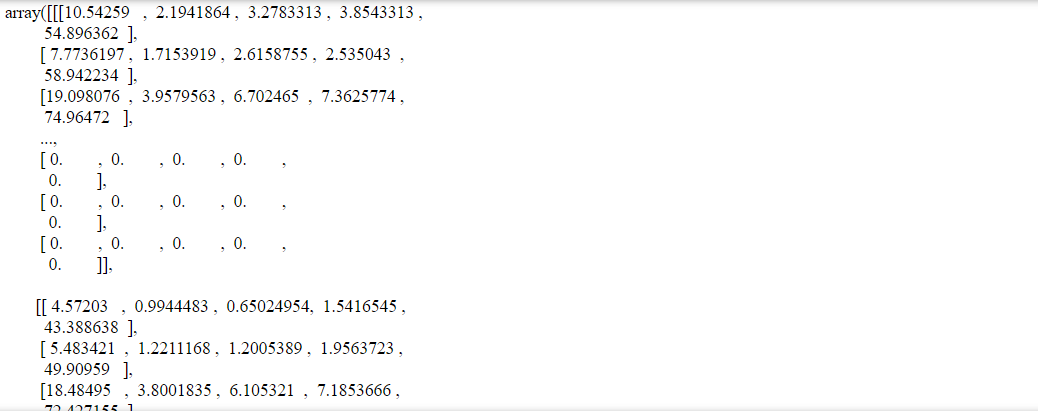 array([[[10.54259   ,  2.1941864 ,  3.2783313 ,  3.8543313 ,
         54.896362  ],
        [ 7.7736197 ,  1.7153919 ,  2.6158755 ,  2.535043  ,
         58.942234  ],
        [19.098076  ,  3.9579563 ,  6.702465  ,  7.3625774 ,
         74.96472   ],
        ...,
        [ 0.        ,  0.        ,  0.        ,  0.        ,
          0.        ],
        [ 0.        ,  0.        ,  0.        ,  0.        ,
          0.        ],
        [ 0.        ,  0.        ,  0.        ,  0.        ,
          0.        ]],

       [[ 4.57203   ,  0.9944483 ,  0.65024954,  1.5416545 ,
         43.388638  ],
        [ 5.483421  ,  1.2211168 ,  1.2005389 ,  1.9563723 ,
         49.90959   ],
        [18.48495   ,  3.8001835 ,  6.105321  ,  7.1853666 ,
         72.427155  ]